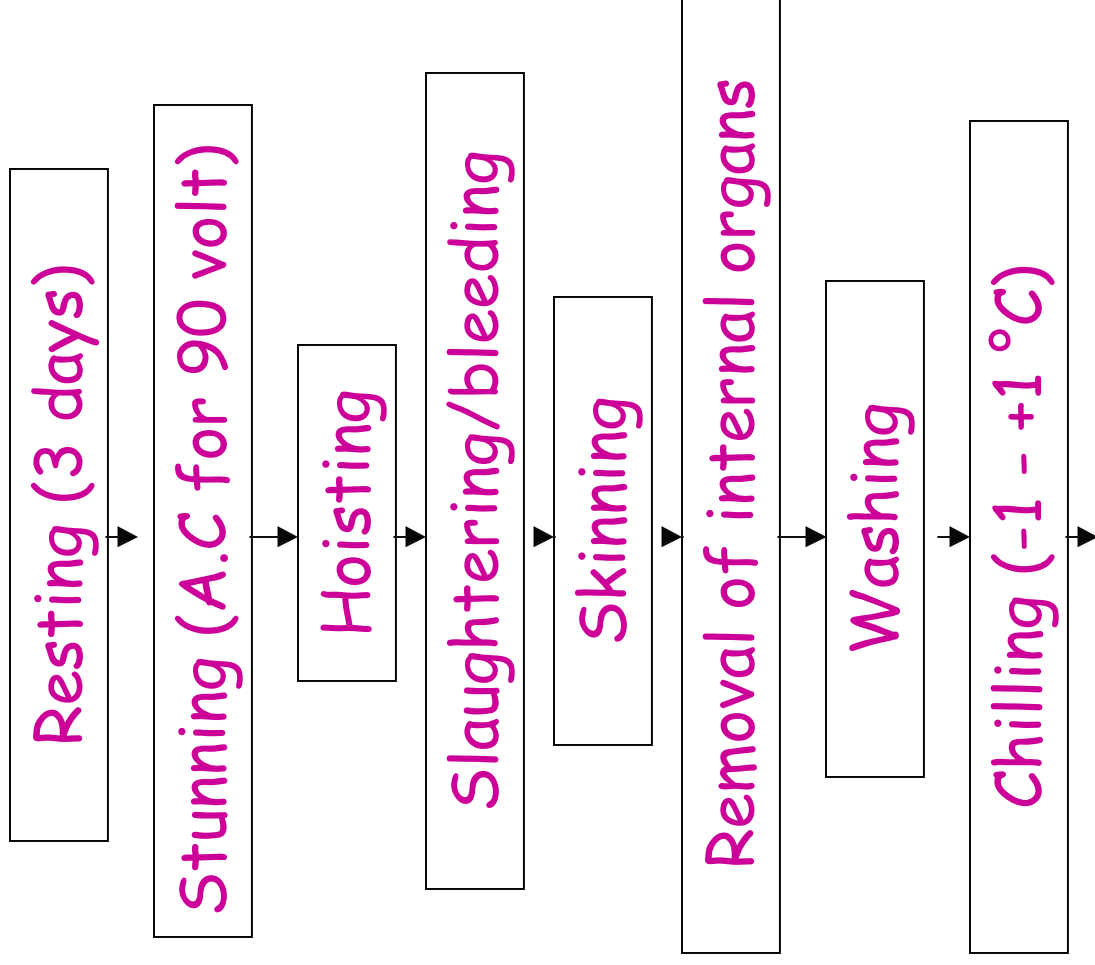 Resting (3 days)
Stunning (A.C for 90 volt)
Hoisting
Slaughtering/bleeding
Skinning
Removal of internal organs
Washing
Chilling (-1 - +1 °C)